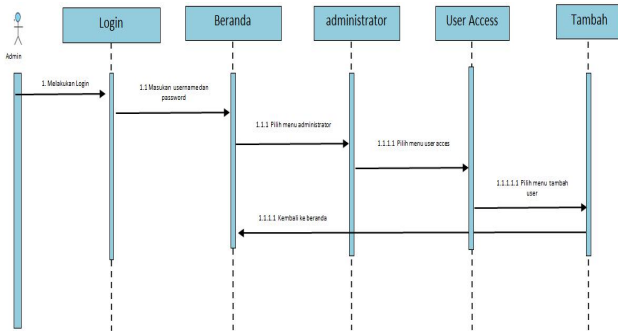 Login
Beranda
administrator
User Access
Tambah
Admin
1. Melakukan Login
1.1 Masukan usernamedan
password
1.1.1 Pilih menu administrator
1.1.1.1 Pilih menu user acces
1.1.1.1.1 Pilih menu tambah
user
1.1.1.1 Kembali ke beranda